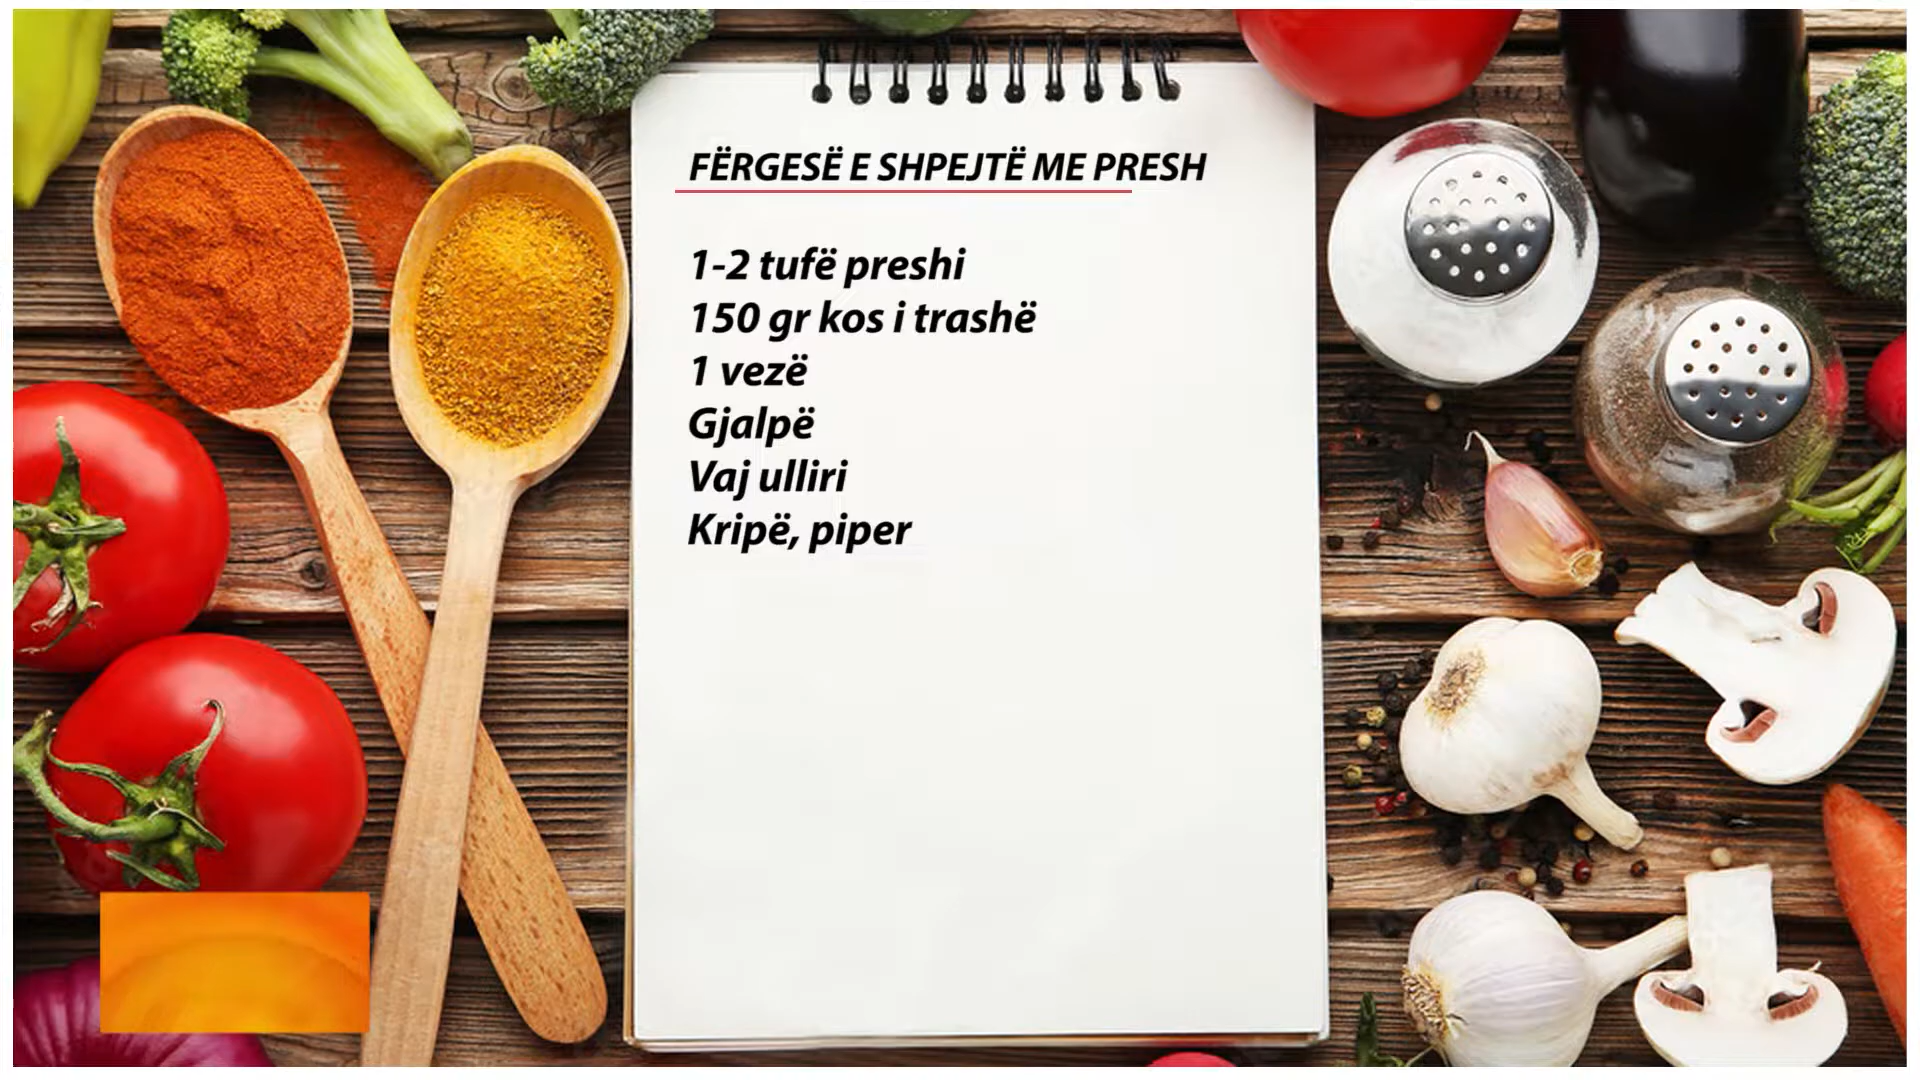 FËRGESË E SHPEJTË ME PRESH
1-2 tufë preshi
150 gr kos i trashë
1 vezë
Gjalpë
Vaj ulliri
Kripë, piper